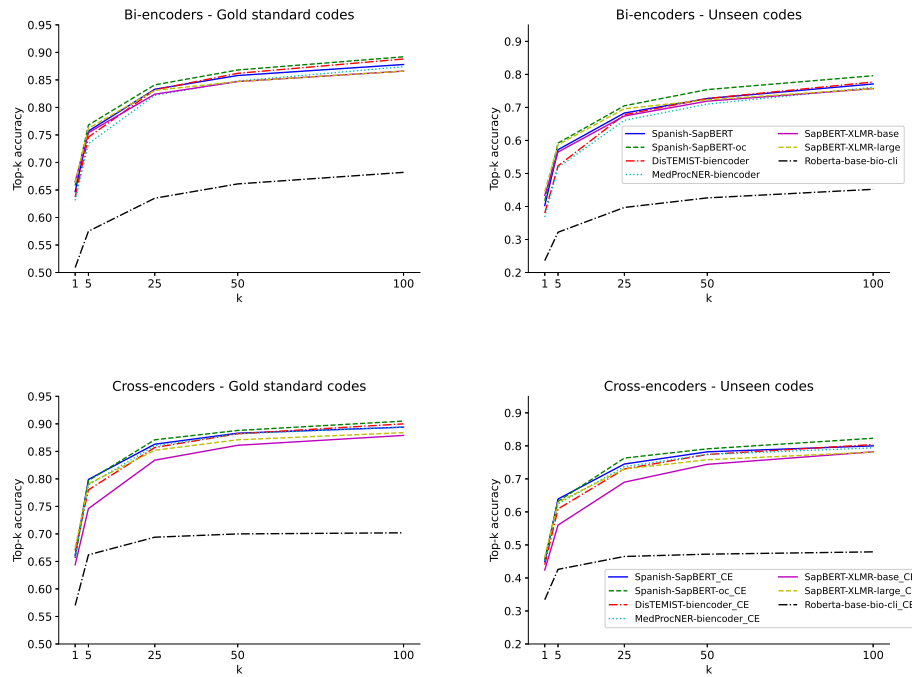 Bi-encoders - Gold standard codes
0.95
0.90
0.85
0.80
0.75
0.70
0.65
0.60
0.55
0.50
Top-k accuracy
1 5 25 50 100
k
Bi-encoders - Unseen codes
0.9
0.8
0.7
0.6
0.5
0.4
0.3
0.2
Top-k accuracy
Spanish-SapBERT
Spanish-SapBERT-oc
DisTEMIST-biencoder
MedProcNER-biencoder
SapBERT-XLMR-base
SapBERT-XLMR-large
Roberta-base-bio-cli
1 5 25 50 100
k
Cross-encoders - Gold standard codes
0.95
0.90
0.85
0.80
0.75
0.70
0.65
0.60
0.55
0.50
Top-k accuracy
1 5 25 50 100
k
Cross-encoders - Unseen codes
0.9
0.8
0.7
0.6
0.5
0.4
0.3
0.2
Top-k accuracy
Spanish-SapBERT_CE
Spanish-SapBERT-oc_CE
DisTEMIST-biencoder_CE
MedProcNER-biencoder_CE
SapBERT-XLMR-base_CE
SapBERT-XLMR-large_C
Roberta-base-bio-cli_CE
1 5 25 50 100
k